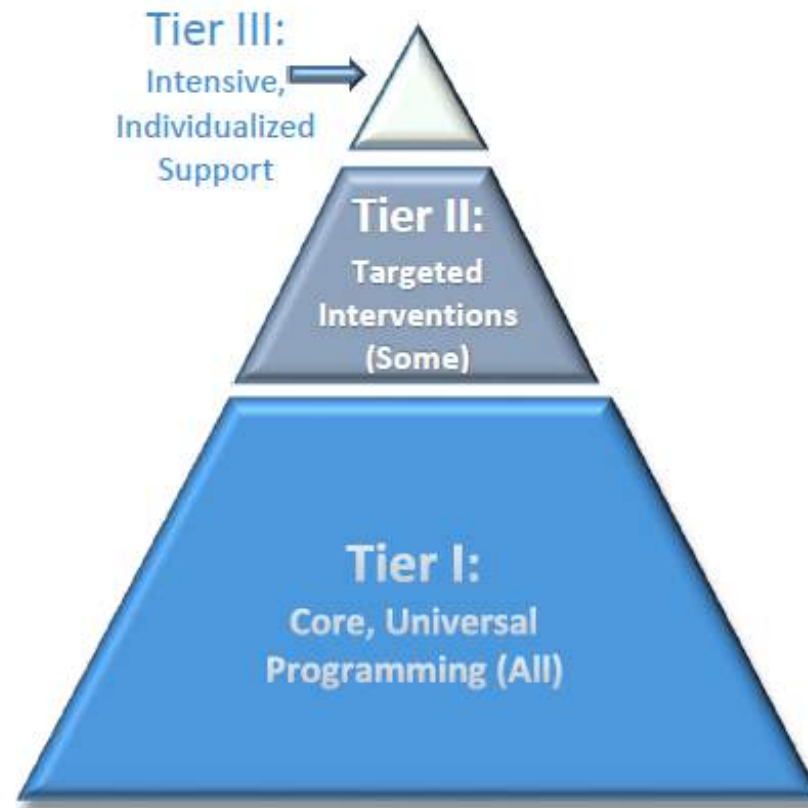 Tier III:
Intensive,
Individualized
Support
Tier II:
Targeted
Interventions
(Some)
Tier I:
Core, Universal
Programming (All)